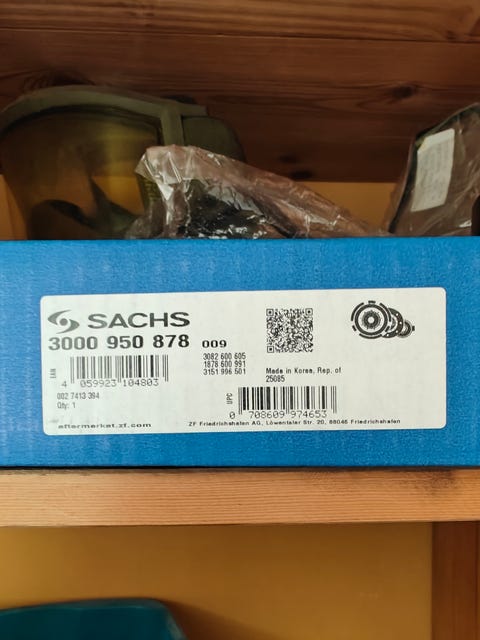 SACHS
3000 950 878 009
3082 600 605
1878 600 991
3151 996 501
Made in Korea, Rep. of
25085
EAN
4 059923 104803
002 7413 394
Qty: 1
UPC
0 708609 974653
aftermarket.zf.com
ZF Friedrichshafen AG, Löwentaler Str. 20, 88046 Friedrichshafen